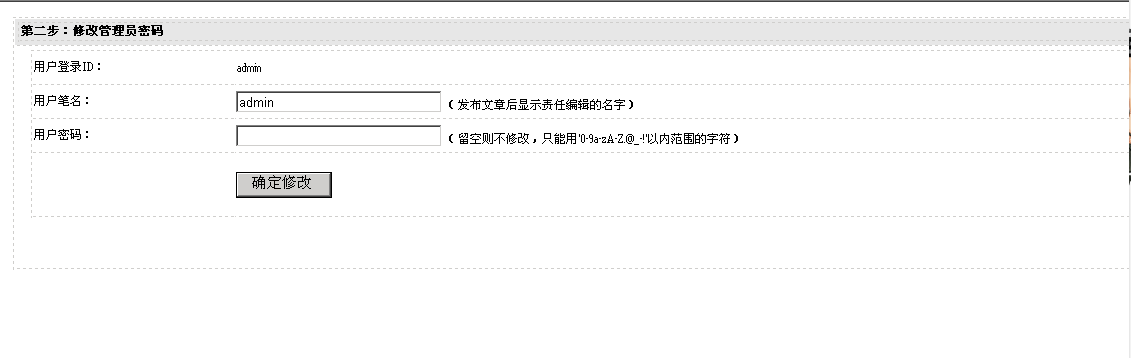 第二步：修改管理员密码
用户登录ID： admin
用户笔名： admin （发布文章后显示责任编辑的名字）
用户密码： （留空则不修改，只能用'0-9a-zA-Z.@_-!'以内范围的字符）
确定修改